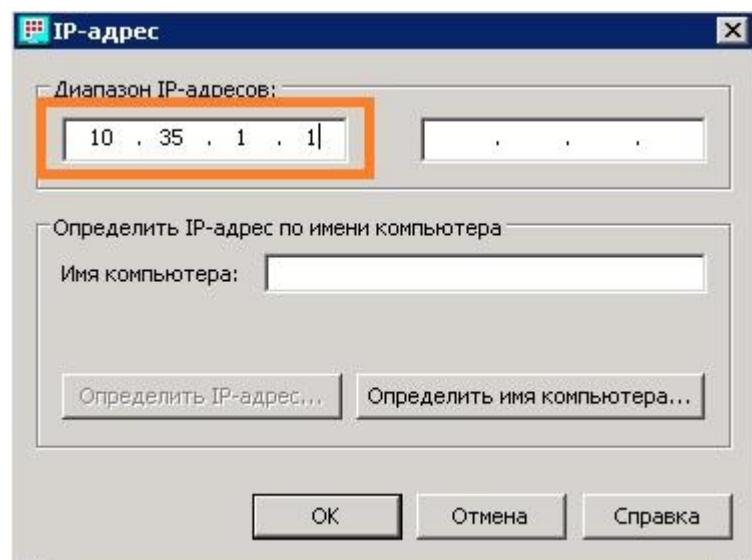 IP-адрес
Диапазон IP-адресов:
10 . 35 . 1 . 1 . . .
Определить IP-адрес по имени компьютера
Имя компьютера:
Определить IP-адрес... Определить имя компьютера...
ОК Отмена Справка